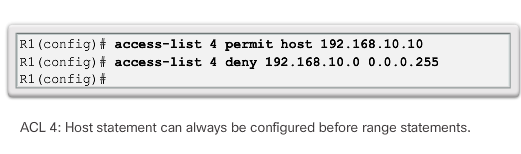 R1(config)# access-list 4 permit host 192.168.10.10
R1(config)# access-list 4 deny 192.168.10.0 0.0.0.255
R1(config)#
ACL 4: Host statement can always be configured before range statements.